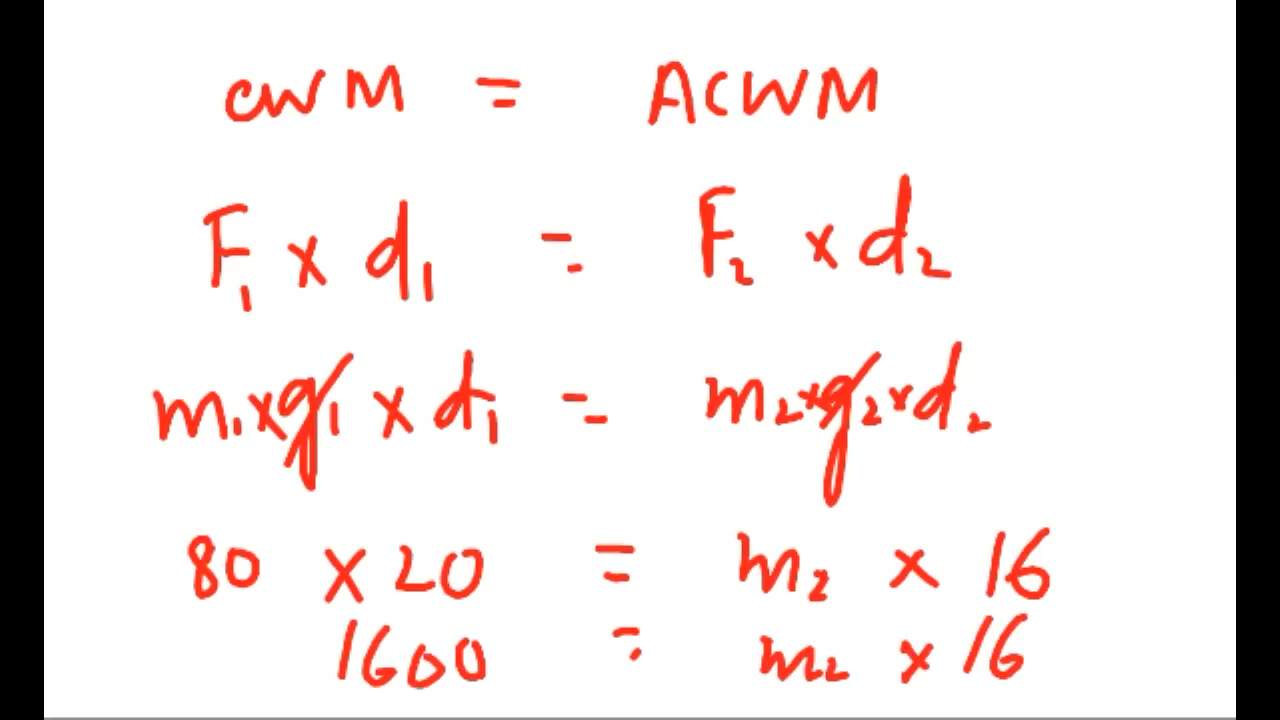 CWM = ACWM
F₁ × d₁ = F₂ × d₂
m₁×g₁ × d₁ = m₂×g₂×d₂
80 × 20 = m₂ × 16
1600 = m₂ × 16